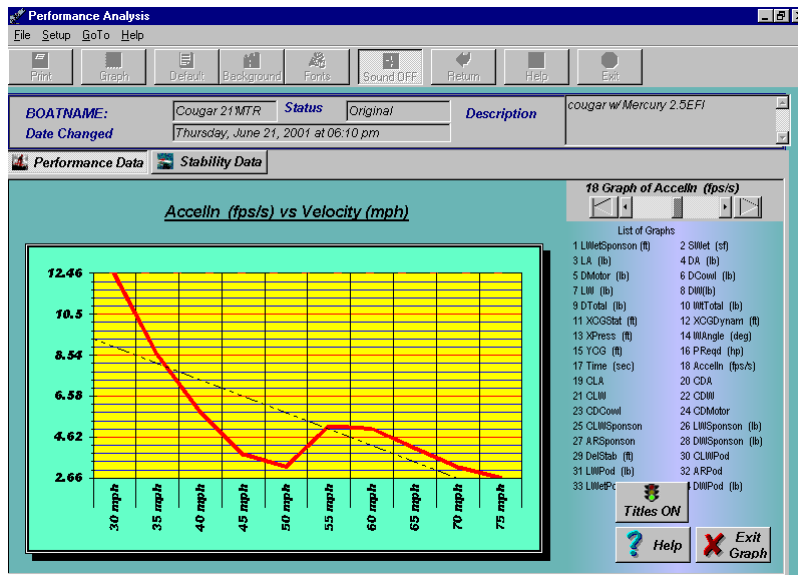 Performance Analysis
File Setup GoTo Help
Print Graph Default Background Fonts Sound OFF Return Help Exit
BOATNAME: Cougar 21'MTR Status Original Description cougar w/ Mercury 2.5EFI
Date Changed Thursday, June 21, 2001 at 06:10 pm
Performance Data Stability Data
18 Graph of Accelln (fps/s)
Accelln (fps/s) vs Velocity (mph)
List of Graphs
1 LWetSponson (ft) 2 SWet (sf)
3 LA (lb) 4 DA (lb)
5 DMotor (lb) 6 DCowl (lb)
7 LW (lb) 8 DW(lb)
9 DTotal (lb) 10 WtTotal (lb)
11 XCGStat (ft) 12 XCGDynam (ft)
13 XPress (ft) 14 WAngle (deg)
15 YCG (ft) 16 PReqd (hp)
17 Time (sec) 18 Accelln (fps/s)
19 CLA 20 CDA
21 CLW 22 CDW
23 CDCowl 24 CDMotor
25 CLWSponson 26 LWSponson (lb)
27 ARSponson 28 DWSponson (lb)
29 DelStab (ft) 30 CLWPod
31 LWPod (lb) 32 ARPod
33 LWetPo 4 DWPod (lb)
12.46
10.5
8.54
6.58
4.62
2.66
30 mph 35 mph 40 mph 45 mph 50 mph 55 mph 60 mph 65 mph 70 mph 75 mph
Titles ON
Help
Exit
Graph